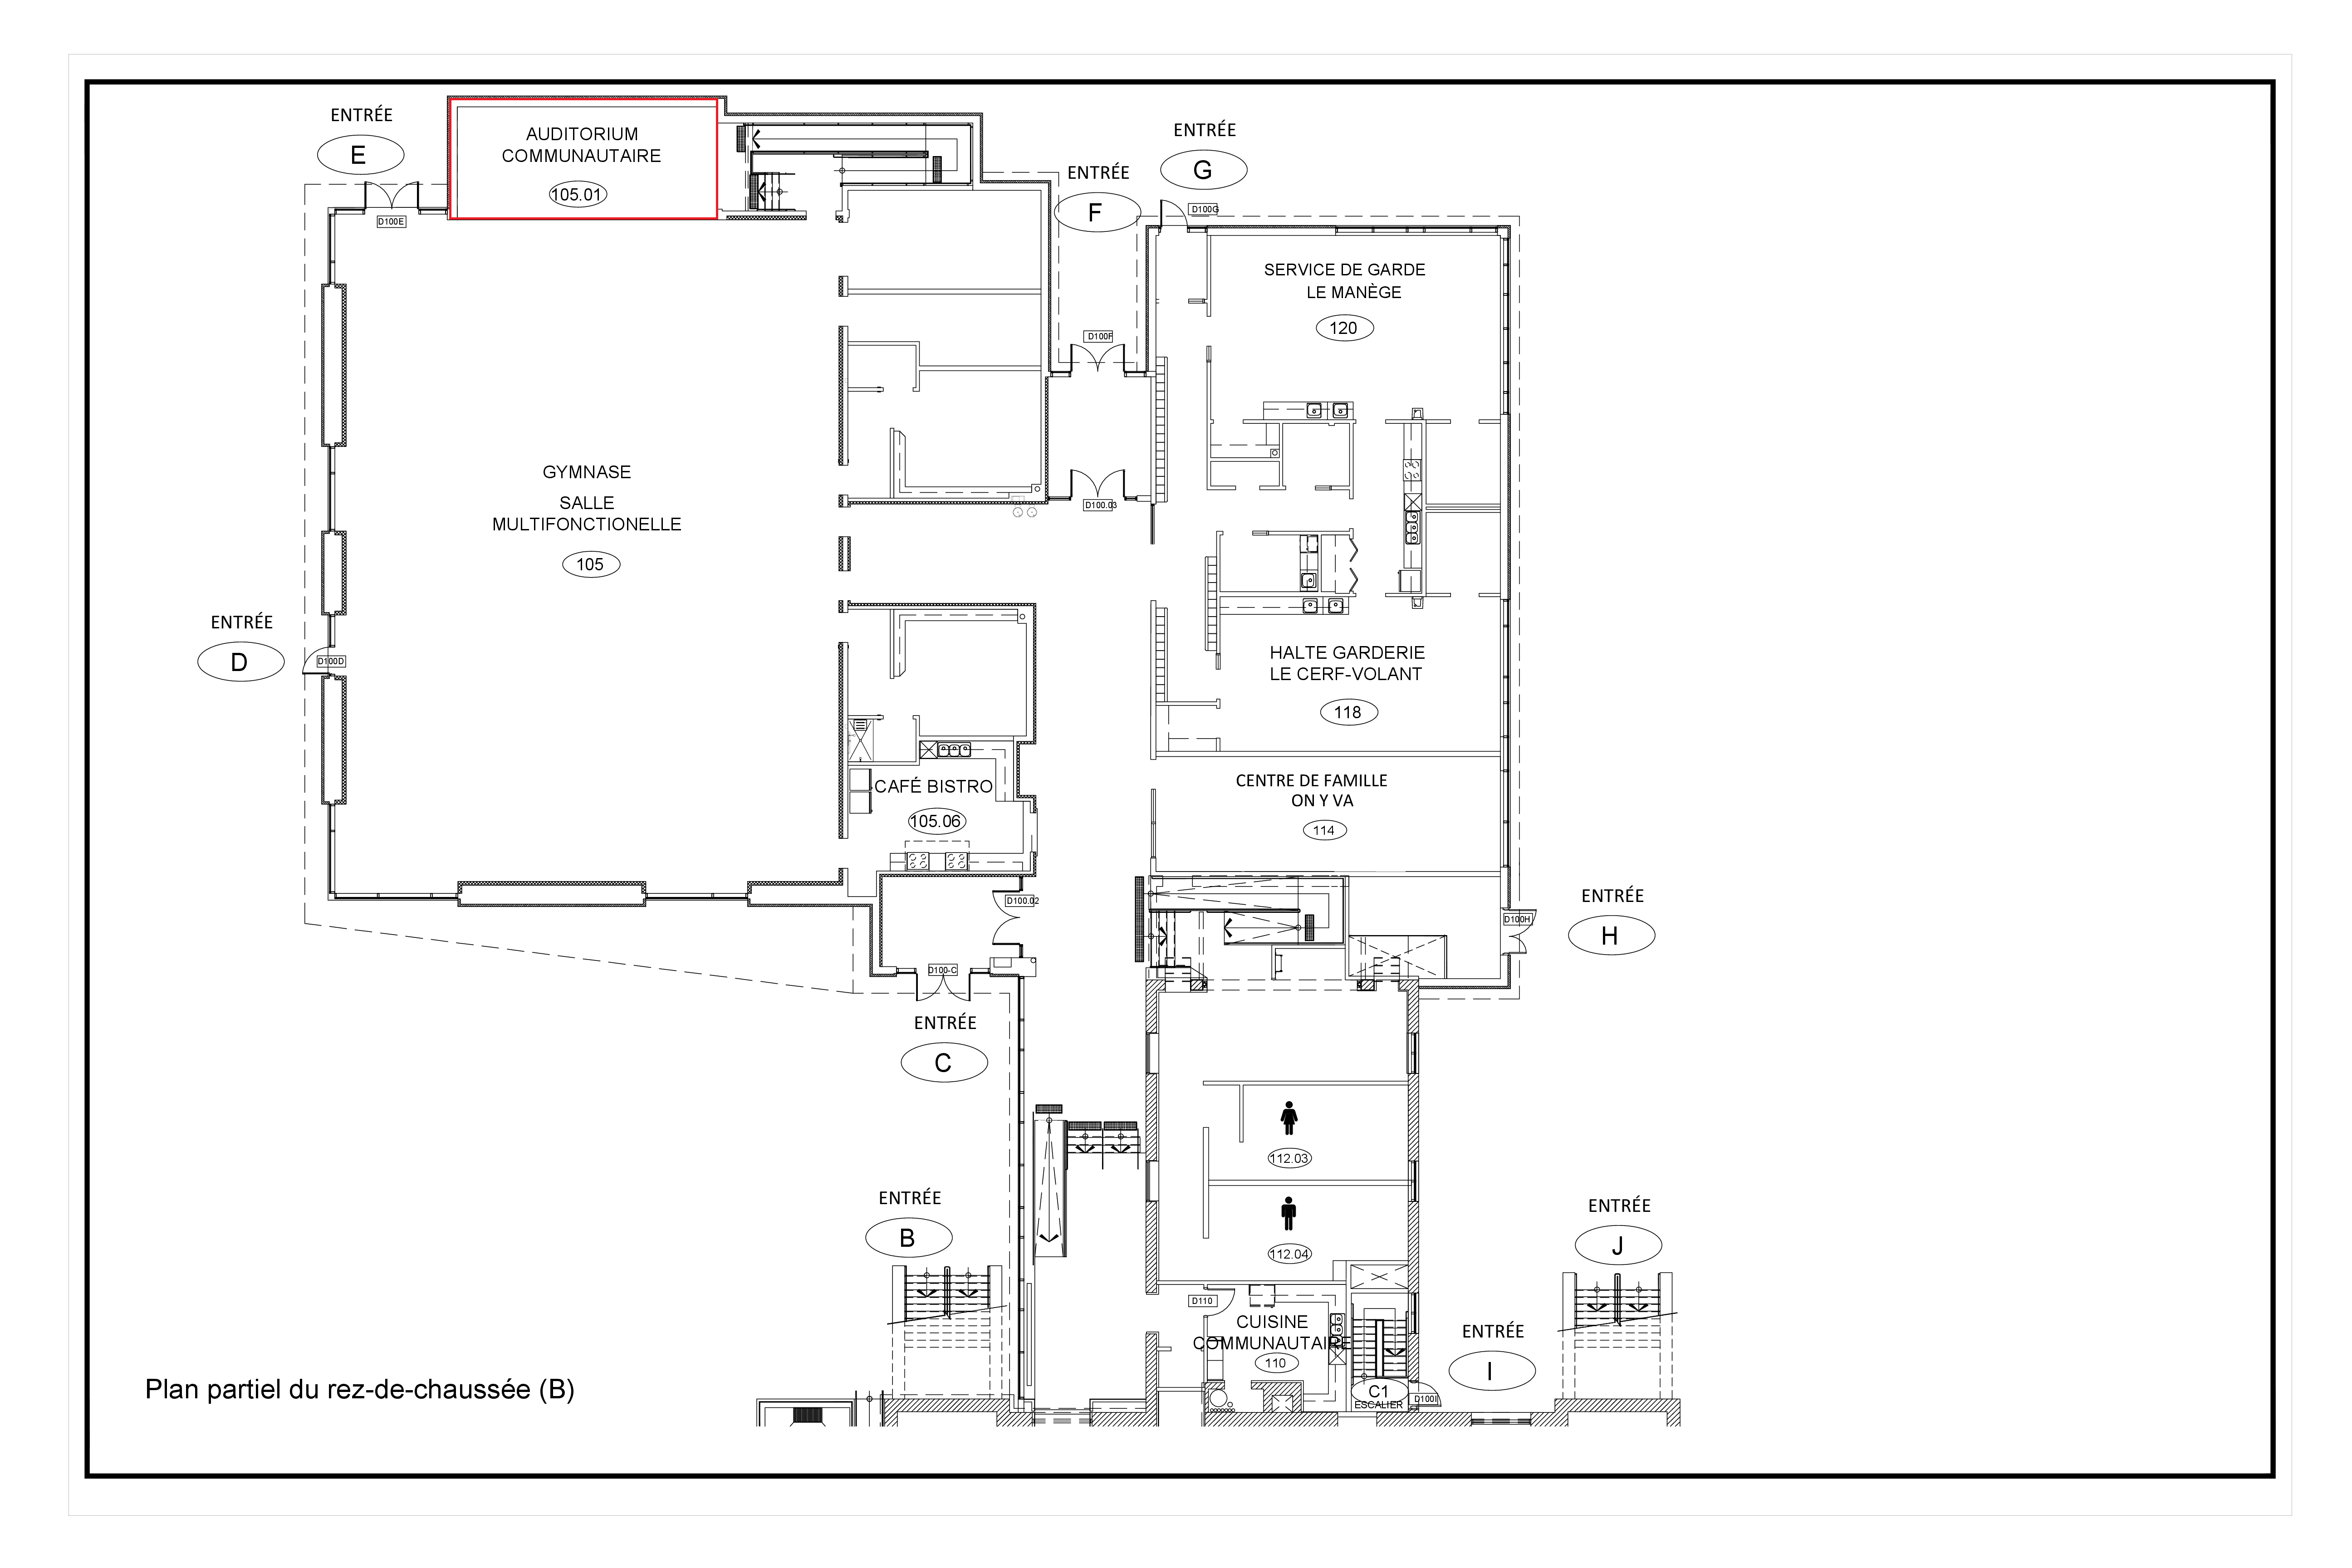 ENTRÉE
E
AUDITORIUM
COMMUNAUTAIRE
105.01
D100E
ENTRÉE
F
ENTRÉE
G
D100G
D100F
D100.03
SERVICE DE GARDE
LE MANÈGE
120
GYMNASE
SALLE
MULTIFONCTIONELLE
105
ENTRÉE
D
D100D
HALTE GARDERIE
LE CERF-VOLANT
118
CAFÉ BISTRO
105.06
CENTRE DE FAMILLE
ON Y VA
114
D100.02
D100-C
ENTRÉE
C
D100H
ENTRÉE
H
112.03
112.04
ENTRÉE
B
ENTRÉE
J
D110
CUISINE
COMMUNAUTAIRE
110
C1
ESCALIER
D100I
ENTRÉE
I
Plan partiel du rez-de-chaussée (B)